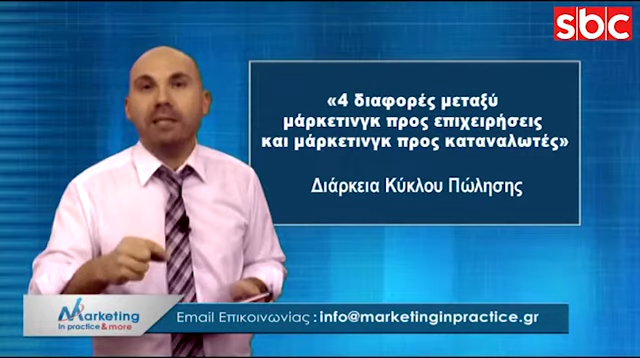 sbc
«4 διαφορές μεταξύ
μάρκετινγκ προς επιχειρήσεις
και μάρκετινγκ προς καταναλωτές»
Διάρκεια Κύκλου Πώλησης
Marketing
in practice & more
Email Επικοινωνίας : info@marketinginpractice.gr